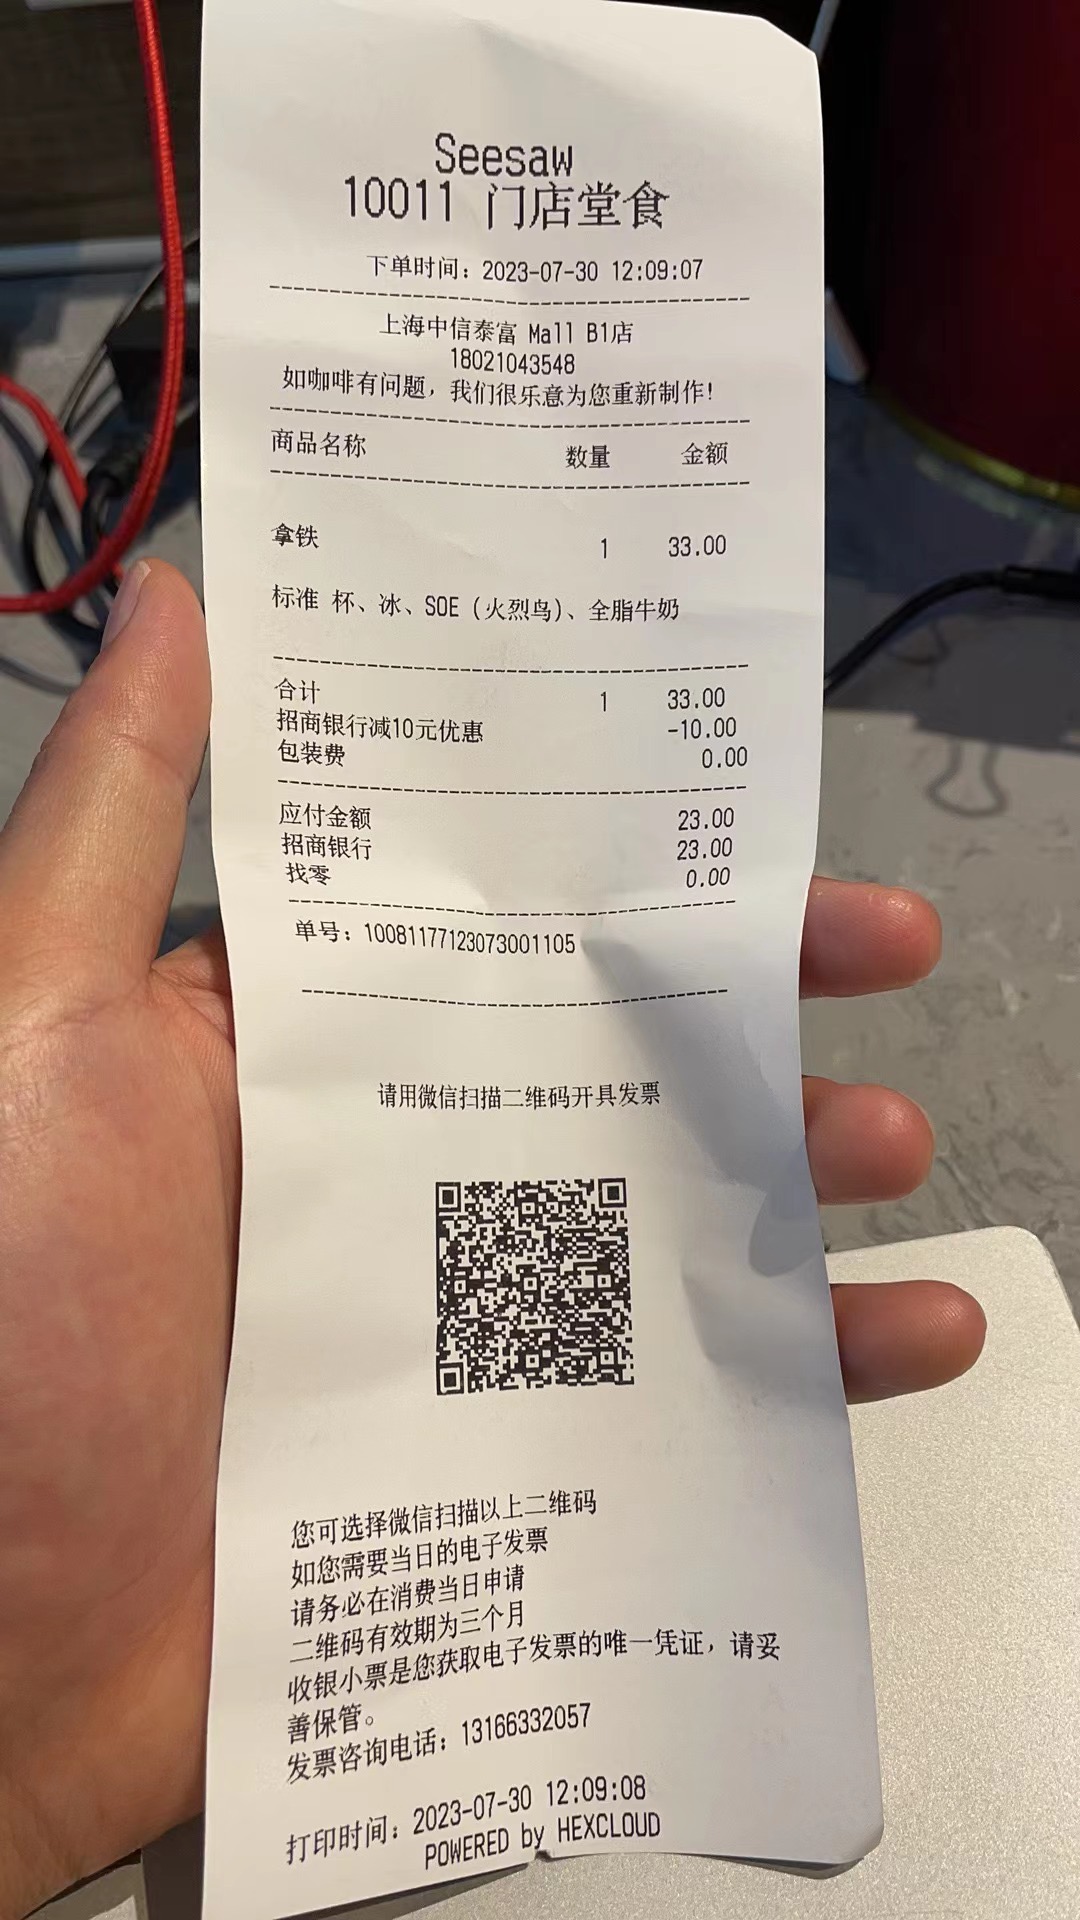 Seesaw
10011 门店堂食
下单时间：2023-07-30 12:09:07
上海中信泰富 Mall B1店
18021043548
如咖啡有问题，我们很乐意为您重新制作！
商品名称 数量 金额
拿铁 1 33.00
标准 杯、冰、SOE（火烈鸟）、全脂牛奶
合计 1 33.00
招商银行减10元优惠 -10.00
包装费 0.00
应付金额 23.00
招商银行 23.00
找零 0.00
单号：10081177123073001105
请用微信扫描二维码开具发票
您可选择微信扫描以上二维码
如您需要当日的电子发票
请务必在消费当日申请
二维码有效期为三个月
收银小票是您获取电子发票的唯一凭证，请妥
善保管。
发票咨询电话：13166332057
打印时间：2023-07-30 12:09:08
POWERED by HEXCLOUD